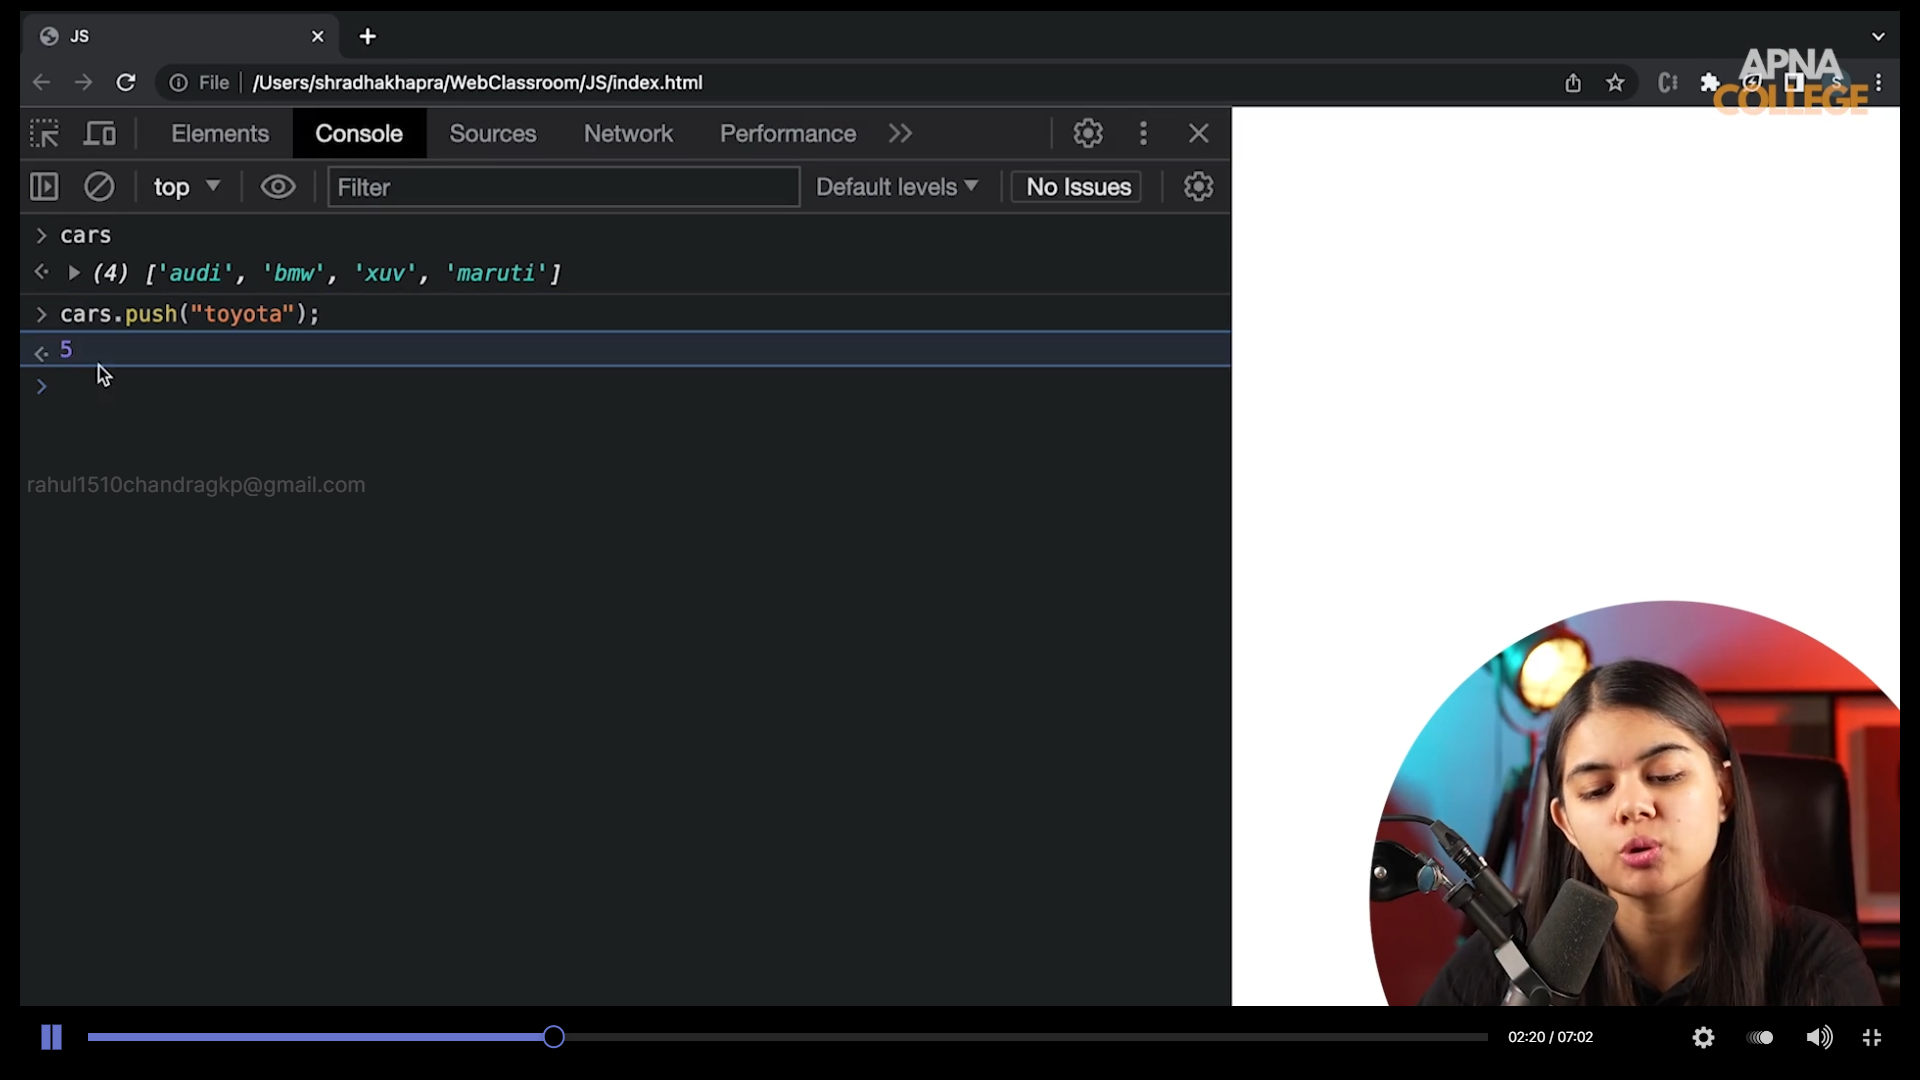 JS
APNA
COLLEGE
File /Users/shradhakhapra/WebClassroom/JS/index.html
Elements Console Sources Network Performance
top Filter Default levels No Issues
> cars
(4) ['audi', 'bmw', 'xuv', 'maruti']
> cars.push("toyota");
5
>
rahul1510chandragkp@gmail.com
02:20 / 07:02